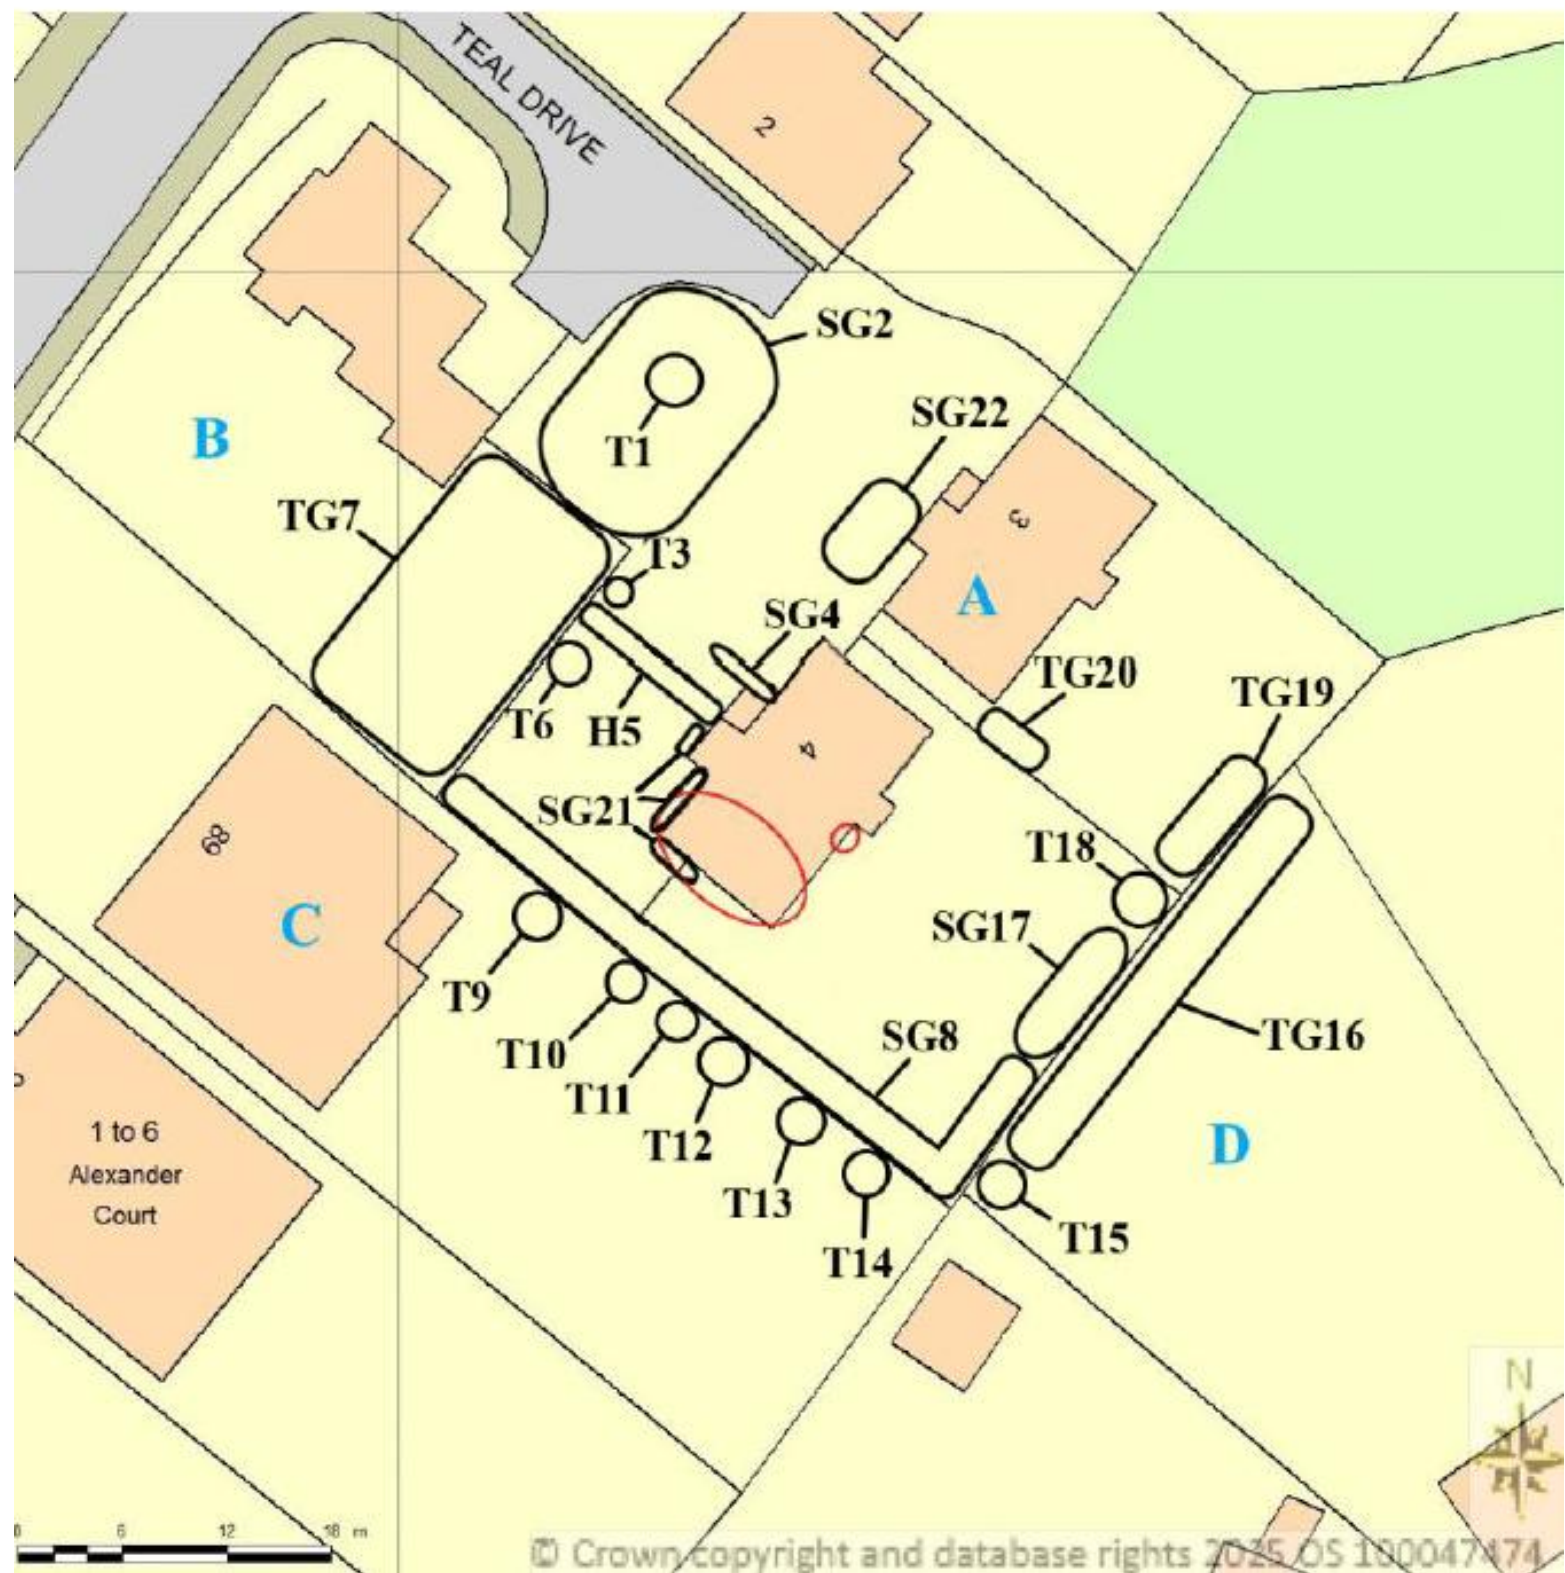 TEAL DRIVE
2
SG2
SG22
T1
B
TG7
3
T3
A
SG4
TG20
TG19
T6
H5
4
SG21
68
T18
C
SG17
T9
SG8
T10
TG16
T11
1 to 6
Alexander
Court
T12
D
T13
T15
T14
N
0 6 12 18 m
© Crown copyright and database rights 2025 OS 100047474